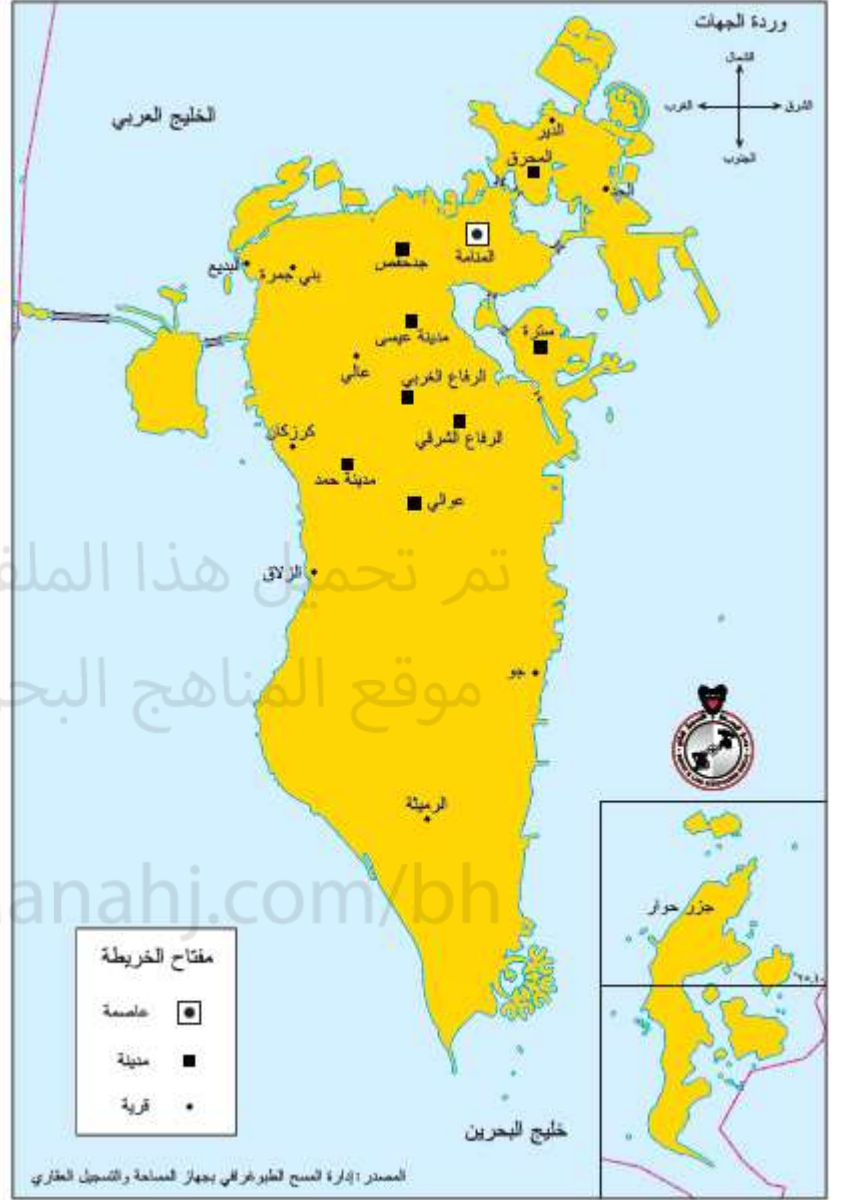 وردة الجهات
الشمال
الشرق
الغرب
الجنوب
الخليج العربي
الدير
المحرق
الحد
المنامة
جدحفص
البديع
بني جمرة
سترة
مدينة عيسى
عالي
الرفاع الغربي
الرفاع الشرقي
كرزكان
مدينة حمد
عوالي
تم تحميل هذا الملف
الزلاق
موقع المناهج البحر
جو
الرميثة
anahj.com/bh
جزر حوار
مفتاح الخريطة
عاصمة
مدينة
قرية
خليج البحرين
المصدر :إدارة المسح الطبوغرافي بجهاز المساحة والتسجيل العقاري